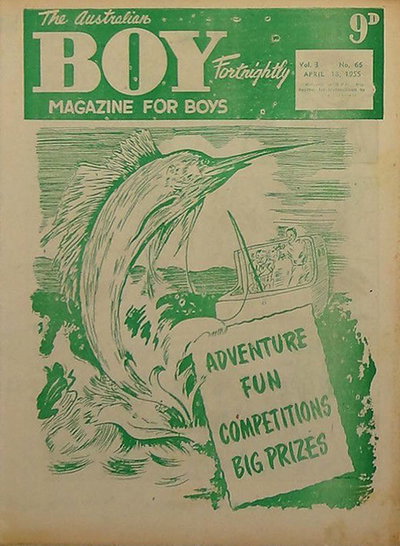 The Australian
BOY
Fortnightly
MAGAZINE FOR BOYS
9D
Vol. 3 No. 65
APRIL 13, 1955
ADVENTURE
FUN
COMPETITIONS
BIG PRIZES